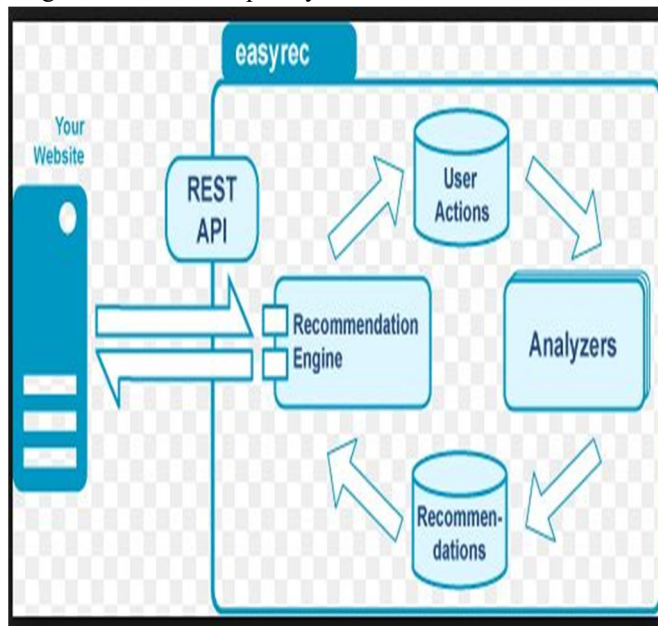 easyrec
Your
Website
REST
API
User
Actions
Recommendation
Engine
Analyzers
Recommen-
dations